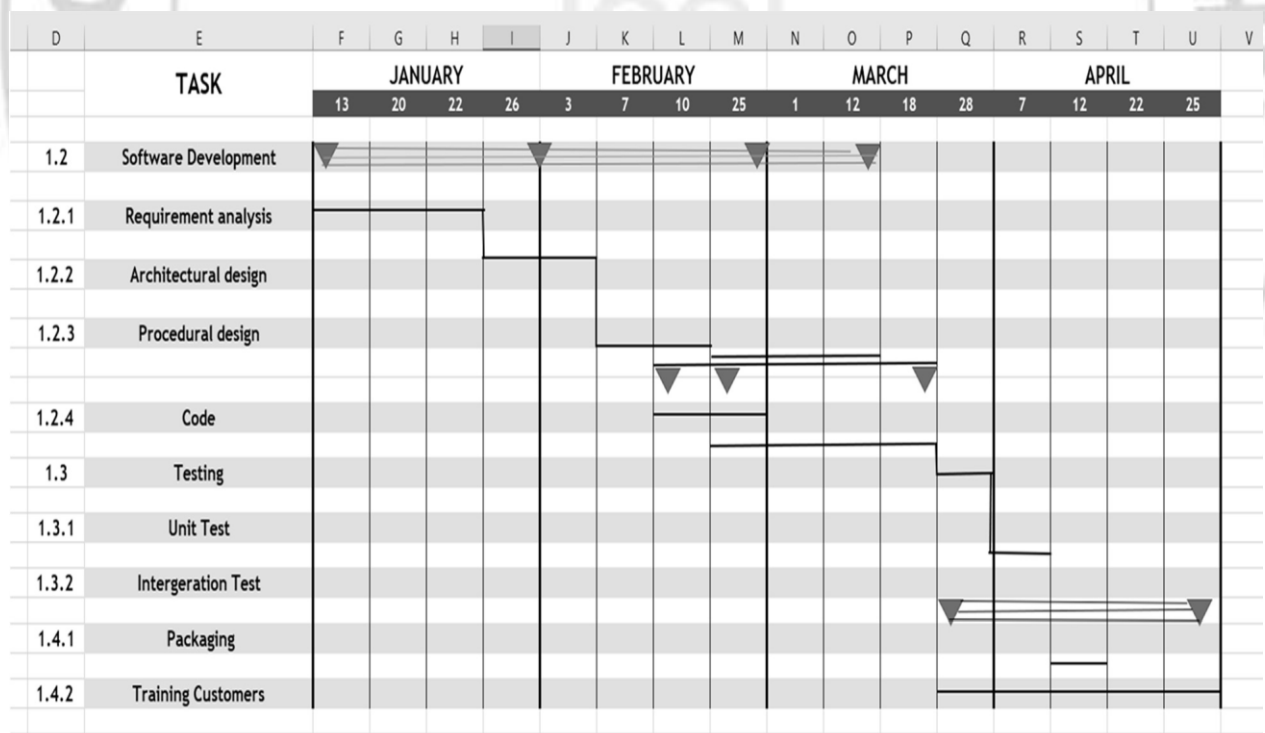 D E F G H I J K L M N O P Q R S T U V
TASK JANUARY FEBRUARY MARCH APRIL
13 20 22 26 3 7 10 25 1 12 18 28 7 12 22 25
1.2 Software Development
1.2.1 Requirement analysis
1.2.2 Architectural design
1.2.3 Procedural design
1.2.4 Code
1.3 Testing
1.3.1 Unit Test
1.3.2 Intergeration Test
1.4.1 Packaging
1.4.2 Training Customers